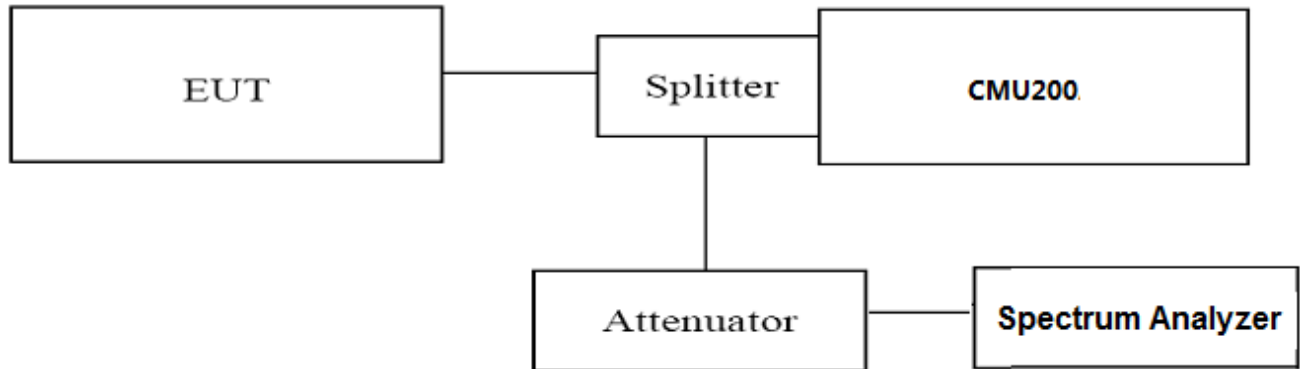 EUT
Splitter
CMU200.
Attenuator
Spectrum Analyzer